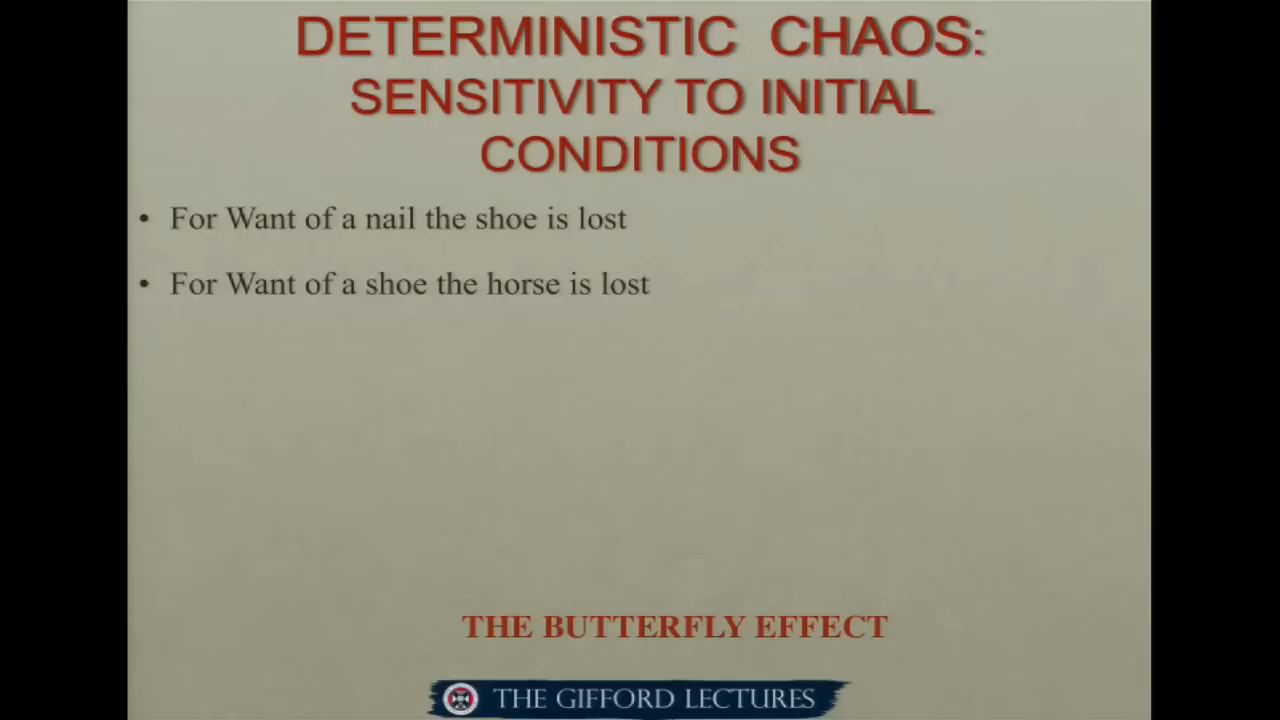 DETERMINISTIC CHAOS:
SENSITIVITY TO INITIAL
CONDITIONS
• For Want of a nail the shoe is lost
• For Want of a shoe the horse is lost
THE BUTTERFLY EFFECT
THE GIFFORD LECTURES